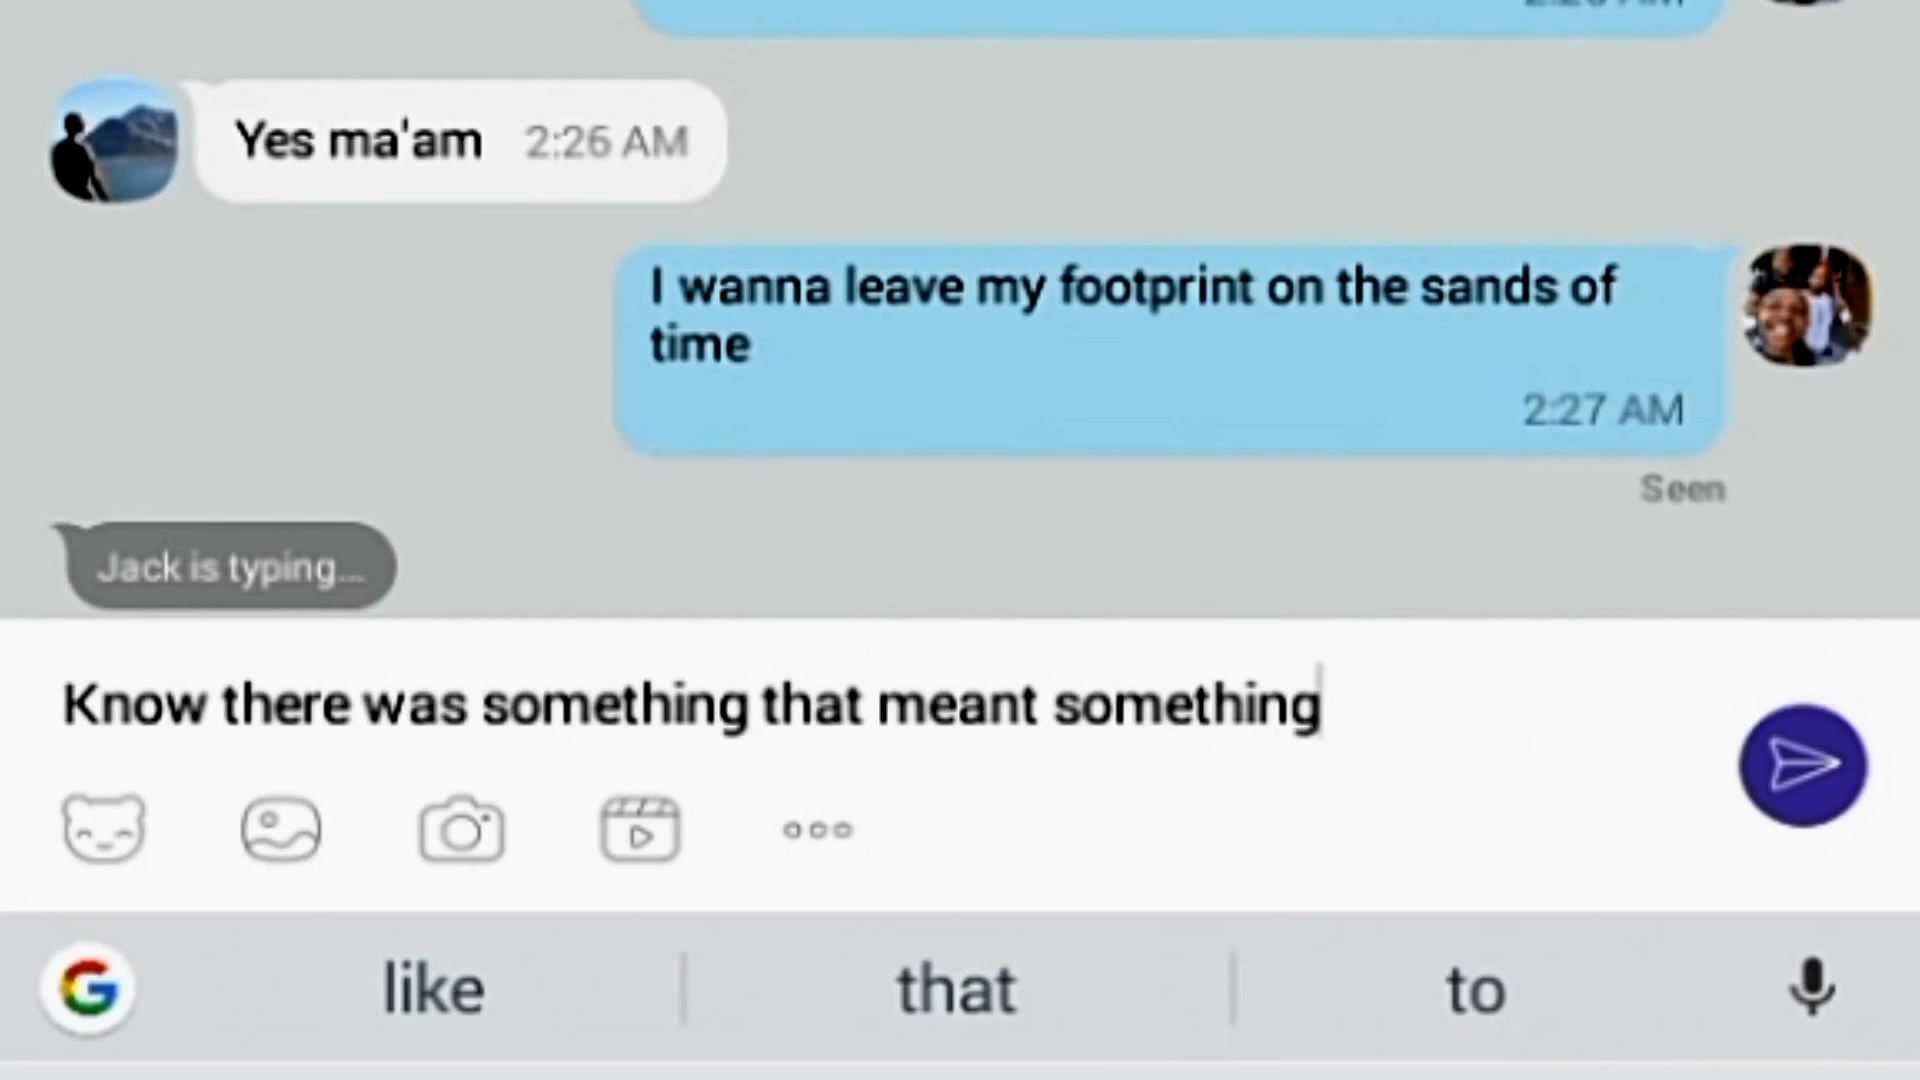 Yes ma'am 2:26 AM
I wanna leave my footprint on the sands of
time
2:27 AM
Seen
Jack is typing...
Know there was something that meant something
like that to